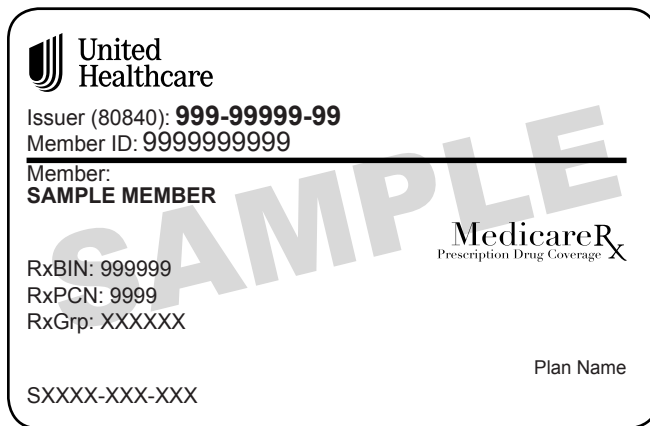 United
Healthcare
Issuer (80840): 999-99999-99
Member ID: 9999999999
Member:
SAMPLE MEMBER
SAMPLE
MedicareRx
Prescription Drug Coverage
RxBIN: 999999
RxPCN: 9999
RxGrp: XXXXXX
Plan Name
SXXXX-XXX-XXX